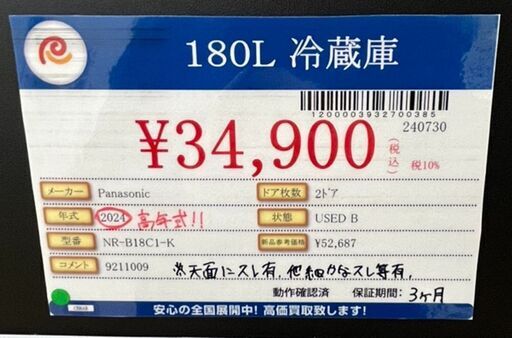 180L 冷蔵庫
1200003932700385
240730
¥34,900 (税込) 税10%
メーカー Panasonic ドア枚数 2ドア
年式 2024 高年式!! 状態 USED B
型番 NR-B18C1-K 新品参考価格 ¥52,687
コメント 9211009 ※天面にスレ有、他細かなスレ等有。
動作確認済 保証期間: 3ヶ月
安心の全国展開中! 高価買取致します!